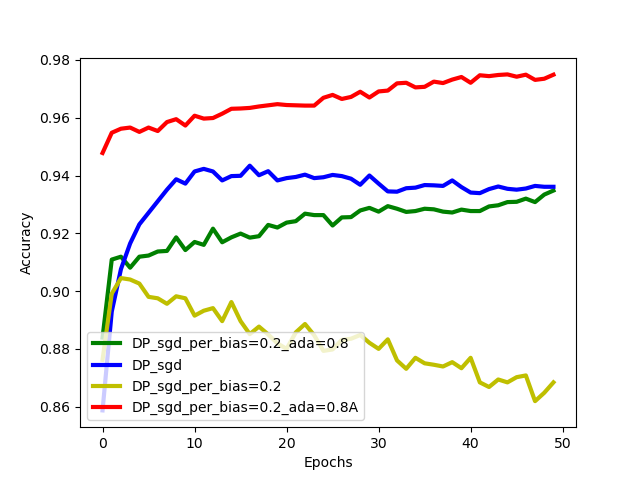 0.98
0.96
0.94
0.92
0.90
0.88
0.86
Accuracy
DP_sgd_per_bias=0.2_ada=0.8
DP_sgd
DP_sgd_per_bias=0.2
DP_sgd_per_bias=0.2_ada=0.8A
0 10 20 30 40 50
Epochs